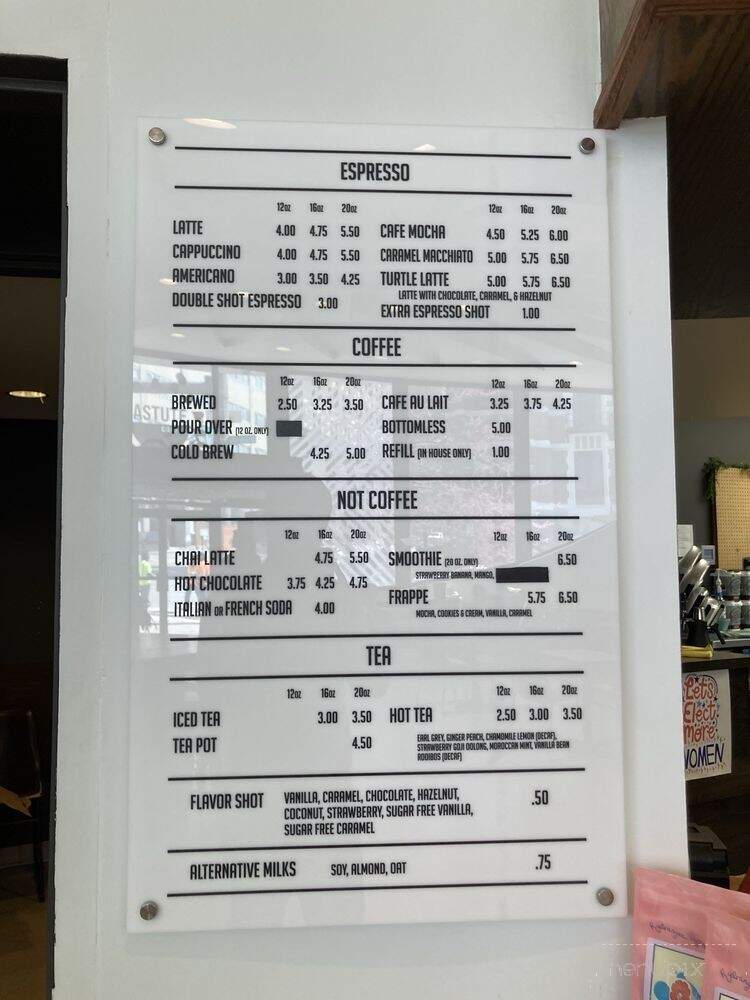 ESPRESSO
12oz 16oz 20oz
LATTE 4.00 4.75 5.50
CAPPUCCINO 4.00 4.75 5.50
AMERICANO 3.00 3.50 4.25
DOUBLE SHOT ESPRESSO 3.00
12oz 16oz 20oz
CAFE MOCHA 4.50 5.25 6.00
CARAMEL MACCHIATO 5.00 5.75 6.50
TURTLE LATTE 5.00 5.75 6.50
LATTE WITH CHOCOLATE, CARAMEL, & HAZELNUT
EXTRA ESPRESSO SHOT 1.00
COFFEE
12oz 16oz 20oz
BREWED 2.50 3.25 3.50
POUR OVER (12 OZ. ONLY)
COLD BREW 4.25 5.00
12oz 16oz 20oz
CAFE AU LAIT 3.25 3.75 4.25
BOTTOMLESS 5.00
REFILL (IN HOUSE ONLY) 1.00
ASTUTE
NOT COFFEE
12oz 16oz 20oz
CHAI LATTE 4.75 5.50
HOT CHOCOLATE 3.75 4.25 4.75
ITALIAN OR FRENCH SODA 4.00
12oz 16oz 20oz
SMOOTHIE (20 OZ. ONLY) 6.50
STRAWBERRY BANANA, MANGO,
FRAPPE 5.75 6.50
MOCHA, COOKIES & CREAM, VANILLA, CARAMEL
TEA
12oz 16oz 20oz
ICED TEA 3.00 3.50
TEA POT 4.50
12oz 16oz 20oz
HOT TEA 2.50 3.00 3.50
EARL GREY, GINGER PEACH, CHAMOMILE LEMON (DECAF),
STRAWBERRY GOJI OOLONG, MOROCCAN MINT, VANILLA BEAN
ROOIBOS (DECAF)
FLAVOR SHOT VANILLA, CARAMEL, CHOCOLATE, HAZELNUT, .50
COCONUT, STRAWBERRY, SUGAR FREE VANILLA,
SUGAR FREE CARAMEL
ALTERNATIVE MILKS SOY, ALMOND, OAT .75
Let's
Elect
more
WOMEN
menupix